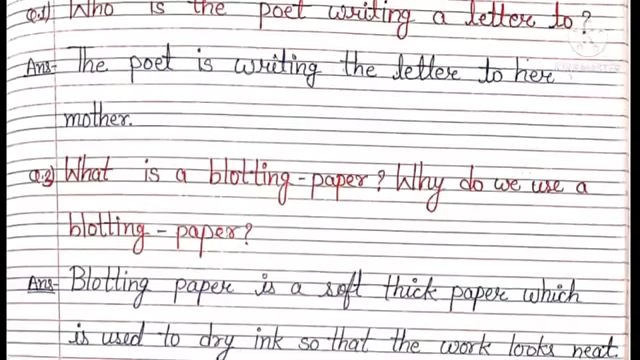 Q.1) Who is the poet writing a letter to?
Ans- The poet is writing the letter to her
mother.
Q.2) What is a blotting-paper? Why do we use a
blotting-paper?
Ans- Blotting paper is a soft thick paper which
is used to dry ink so that the work looks neat.